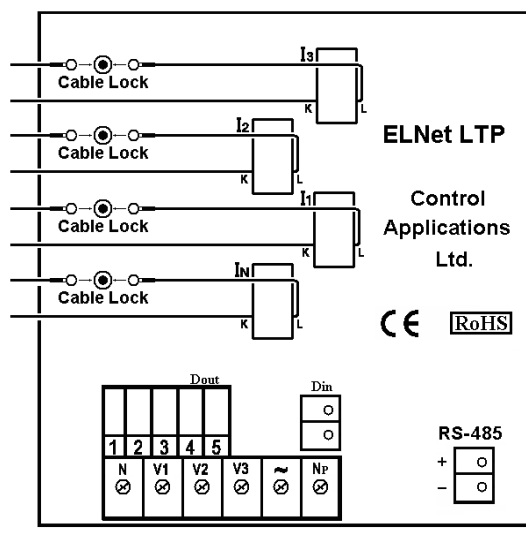 I3
Cable Lock
K L
I2
ELNet LTP
Cable Lock
K L
I1
Control
Applications
Ltd.
Cable Lock
K L
IN
Cable Lock
K L
CE RoHS
Dout
Din
1 2 3 4 5
RS-485
N V1 V2 V3 ~ NP
+
−